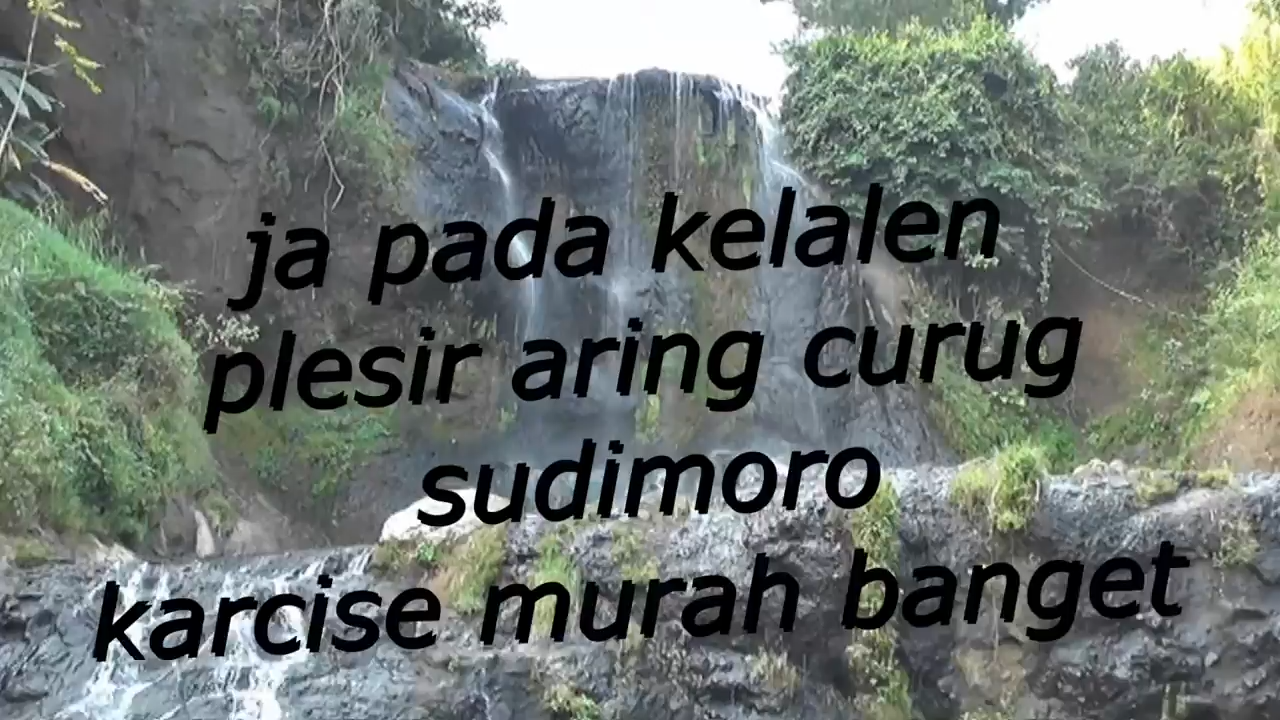 ja pada kelalen
plesir aring curug
sudimoro
karcise murah banget